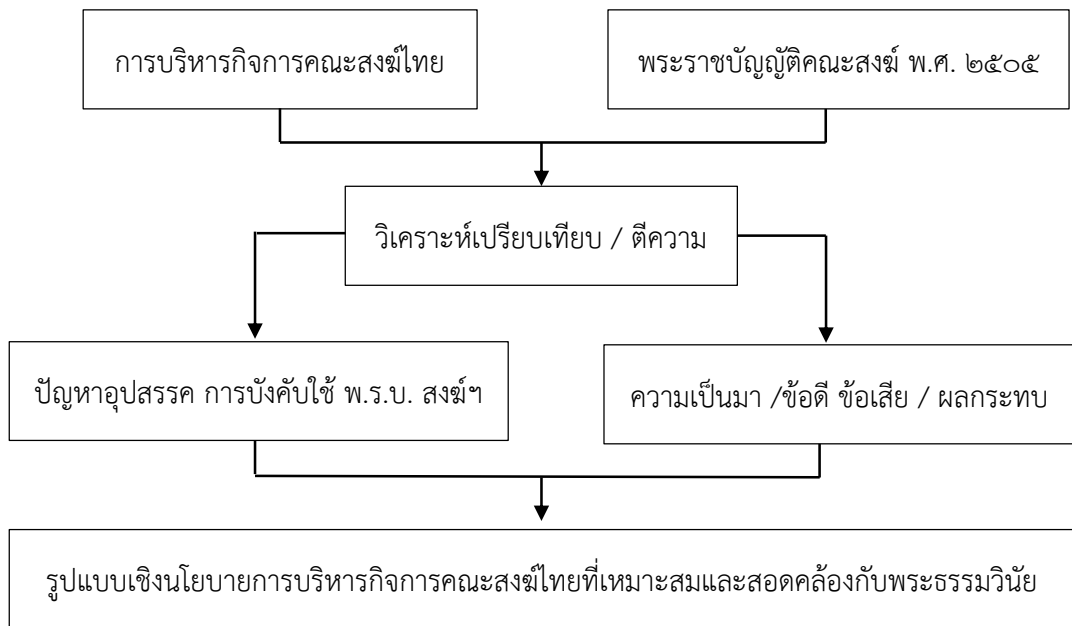 การบริหารกิจการคณะสงฆ์ไทย
พระราชบัญญัติคณะสงฆ์ พ.ศ. ๒๕๐๕
วิเคราะห์เปรียบเทียบ / ตีความ
ปัญหาอุปสรรค การบังคับใช้ พ.ร.บ. สงฆ์ฯ
ความเป็นมา /ข้อดี ข้อเสีย / ผลกระทบ
รูปแบบเชิงนโยบายการบริหารกิจการคณะสงฆ์ไทยที่เหมาะสมและสอดคล้องกับพระธรรมวินัย